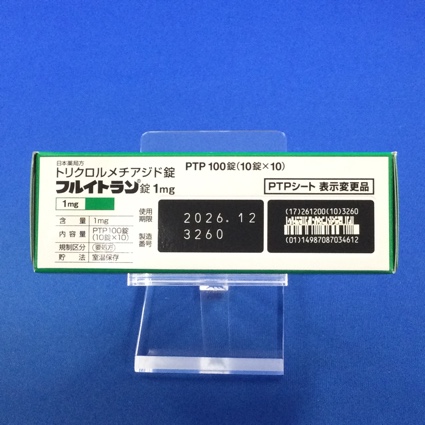 日本薬局方
トリクロルメチアジド錠
フルイトラン錠 1mg
PTP 100錠(10錠×10)
PTPシート 表示変更品
1mg
含量 1mg
内容量 PTP100錠
(10錠×10)
規制区分 要処方
貯法 室温保存
使用
期限
2026.12
製造
番号
3260
(17)261200(10)3260
(01)14987087034612